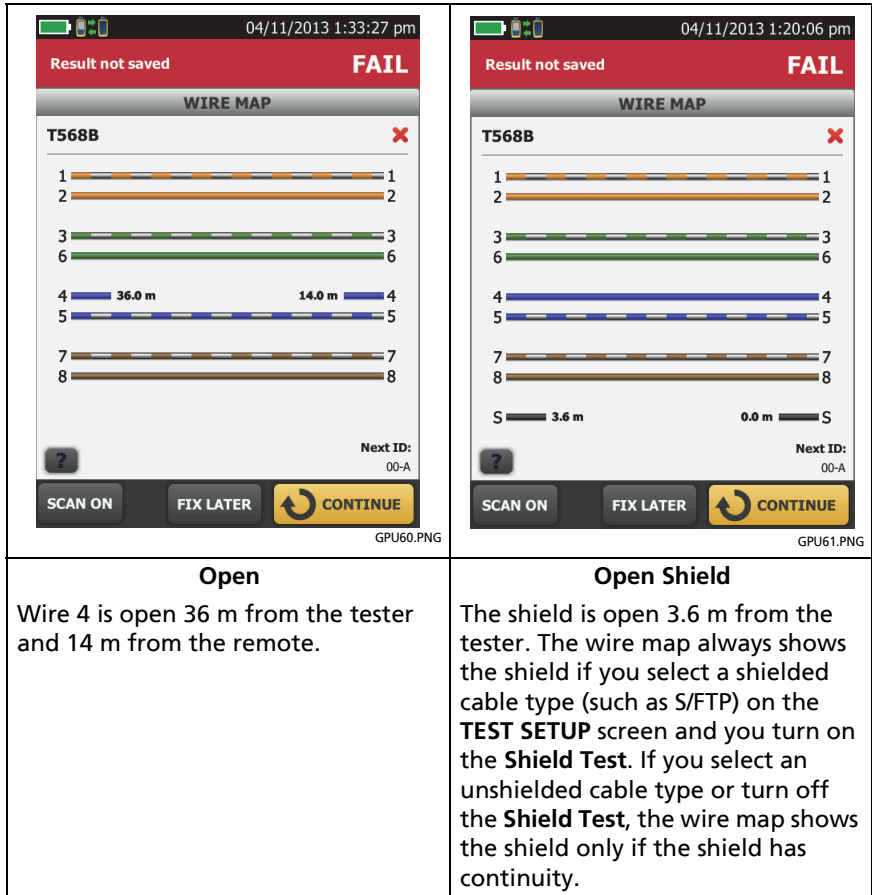 04/11/2013 1:33:27 pm
Result not saved FAIL
WIRE MAP
T568B
1 1
2 2
3 3
6 6
4 36.0 m 14.0 m 4
5 5
7 7
8 8
?
Next ID:
00-A
SCAN ON FIX LATER CONTINUE
GPU60.PNG
Open
Wire 4 is open 36 m from the tester
and 14 m from the remote.
04/11/2013 1:20:06 pm
Result not saved FAIL
WIRE MAP
T568B
1 1
2 2
3 3
6 6
4 4
5 5
7 7
8 8
S 3.6 m 0.0 m S
?
Next ID:
00-A
SCAN ON FIX LATER CONTINUE
GPU61.PNG
Open Shield
The shield is open 3.6 m from the
tester. The wire map always shows
the shield if you select a shielded
cable type (such as S/FTP) on the
TEST SETUP screen and you turn on
the Shield Test. If you select an
unshielded cable type or turn off
the Shield Test, the wire map shows
the shield only if the shield has
continuity.